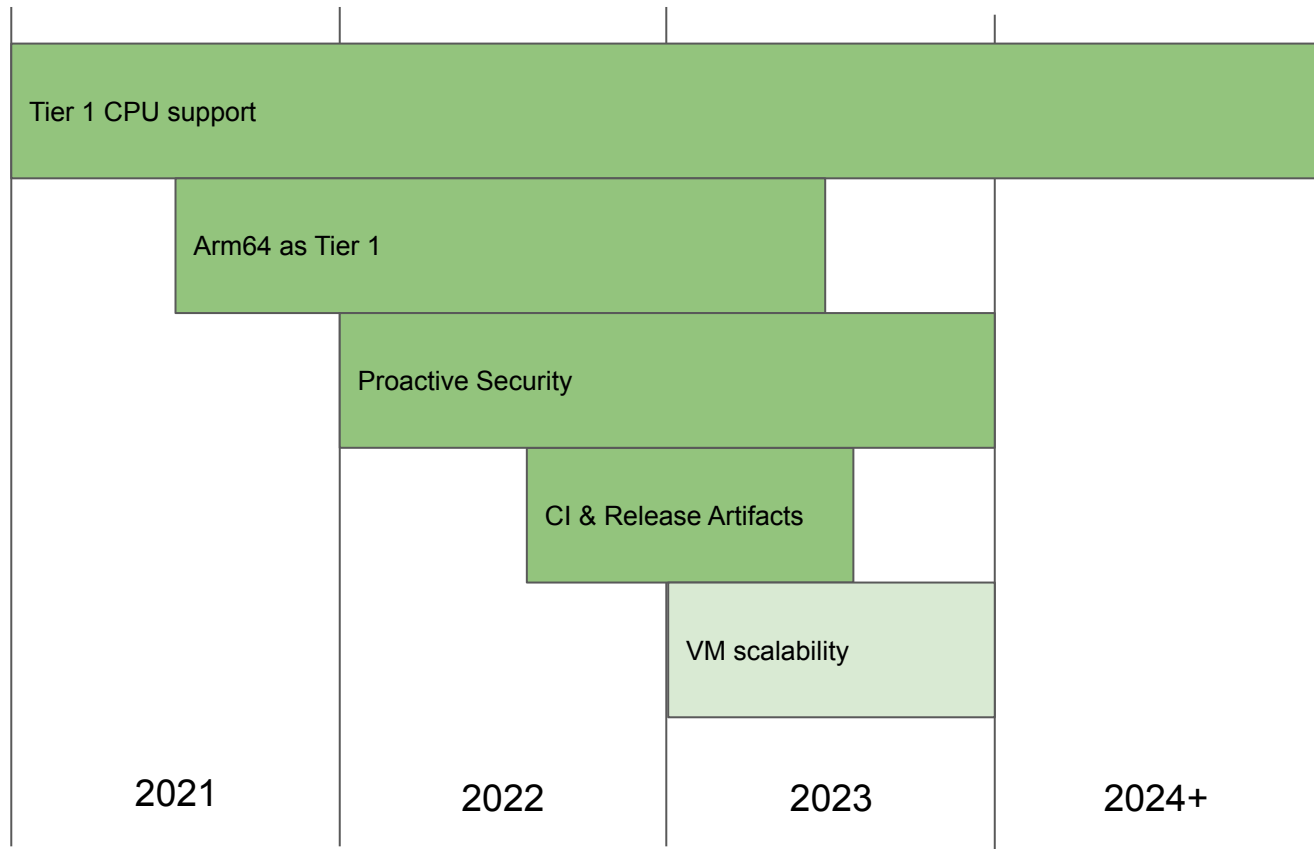 Tier 1 CPU support
Arm64 as Tier 1
Proactive Security
CI & Release Artifacts
VM scalability
2021
2022
2023
2024+